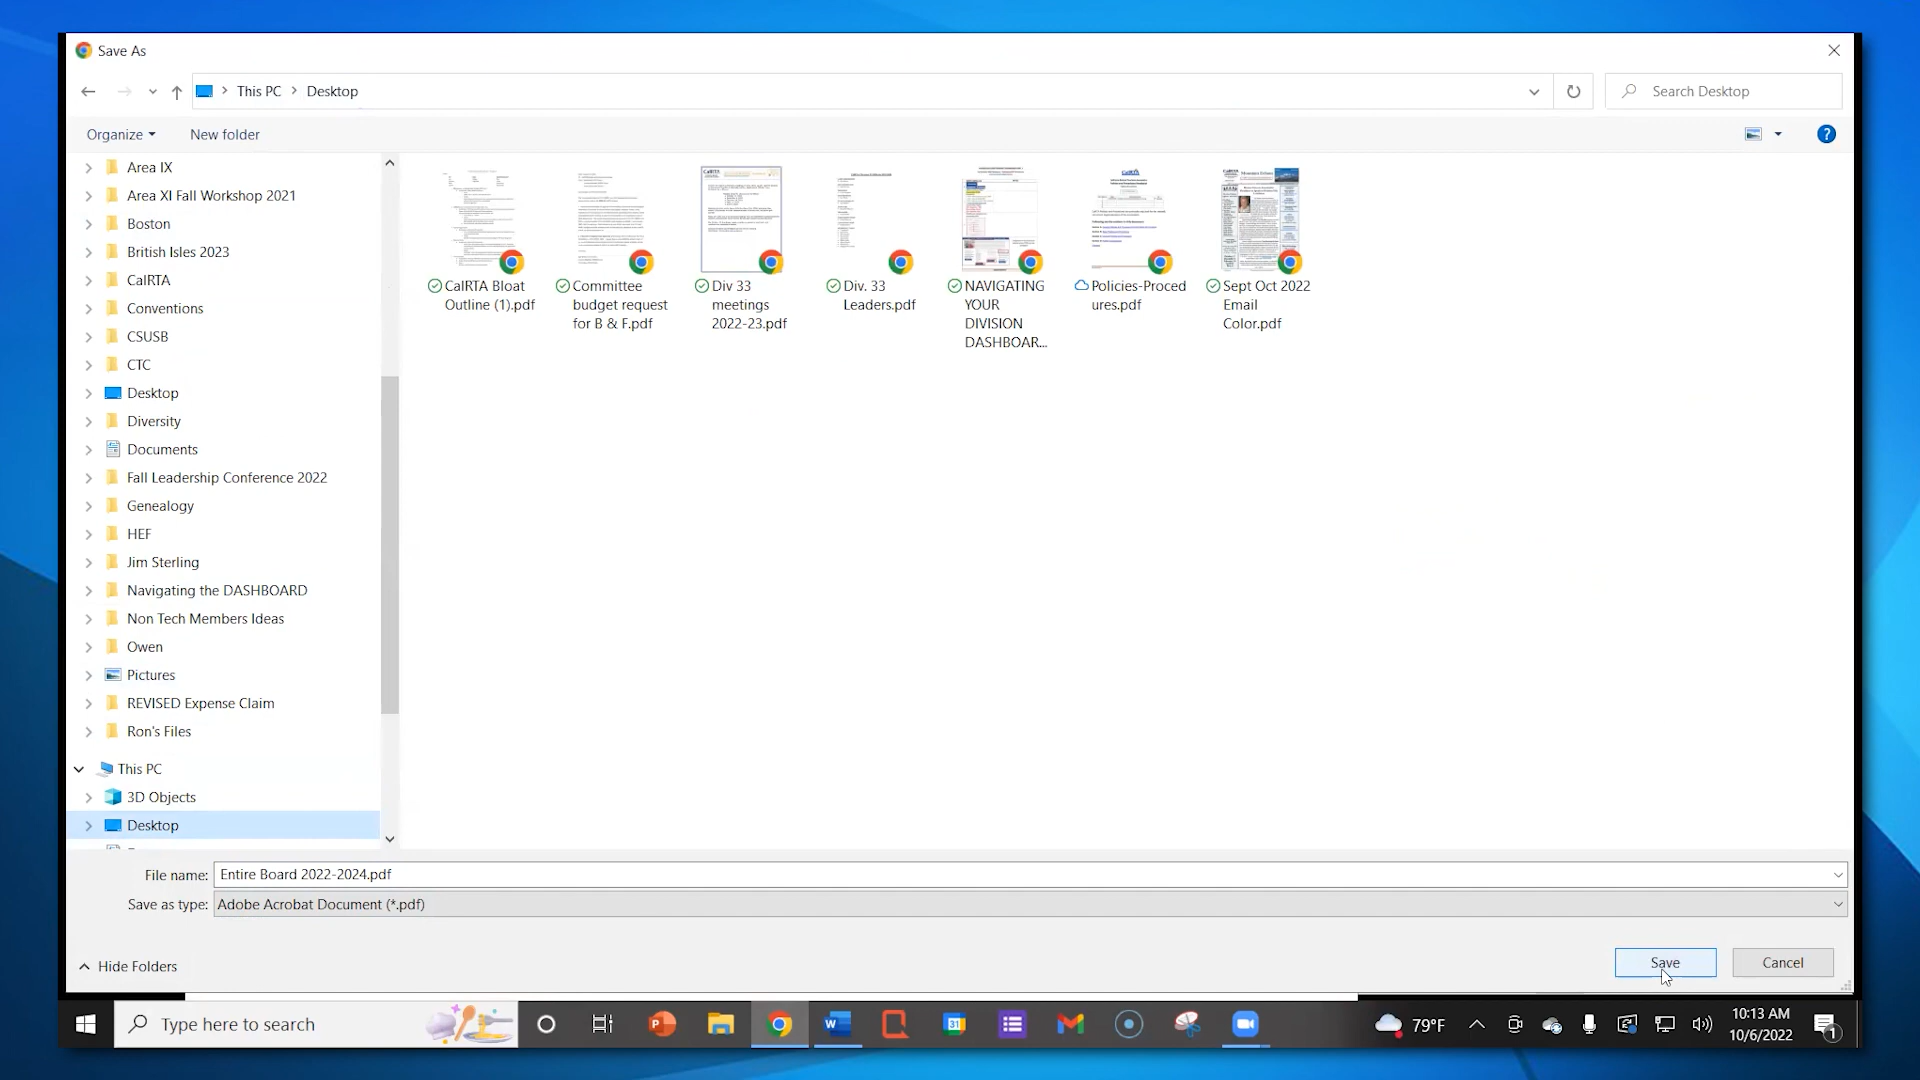 Save As
This PC
Desktop
Search Desktop
Organize
New folder
Area IX
Area XI Fall Workshop 2021
Boston
British Isles 2023
CalRTA
Conventions
CSUSB
CTC
Desktop
Diversity
Documents
Fall Leadership Conference 2022
Genealogy
HEF
Jim Sterling
Navigating the DASHBOARD
Non Tech Members Ideas
Owen
Pictures
REVISED Expense Claim
Ron's Files
This PC
3D Objects
Desktop
CalRTA Bloat
Outline (1).pdf
Committee
budget request
for B & F.pdf
Div 33
meetings
2022-23.pdf
Div. 33
Leaders.pdf
NAVIGATING
YOUR
DIVISION
DASHBOAR...
Policies-Proced
ures.pdf
Sept Oct 2022
Email
Color.pdf
File name: Entire Board 2022-2024.pdf
Save as type: Adobe Acrobat Document (*.pdf)
Hide Folders
Save
Cancel
Type here to search
79°F
10:13 AM
10/6/2022
1
31